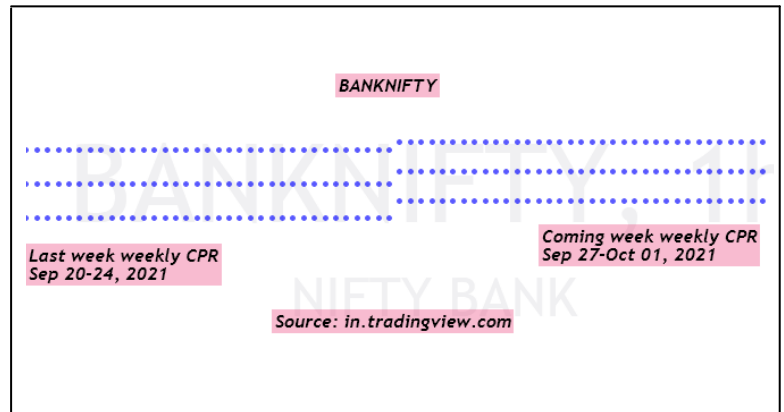 BANKNIFTY
BANKNIFTY, 1h
Last week weekly CPR
Sep 20-24, 2021
Coming week weekly CPR
Sep 27-Oct 01, 2021
NIFTY BANK
Source: in.tradingview.com